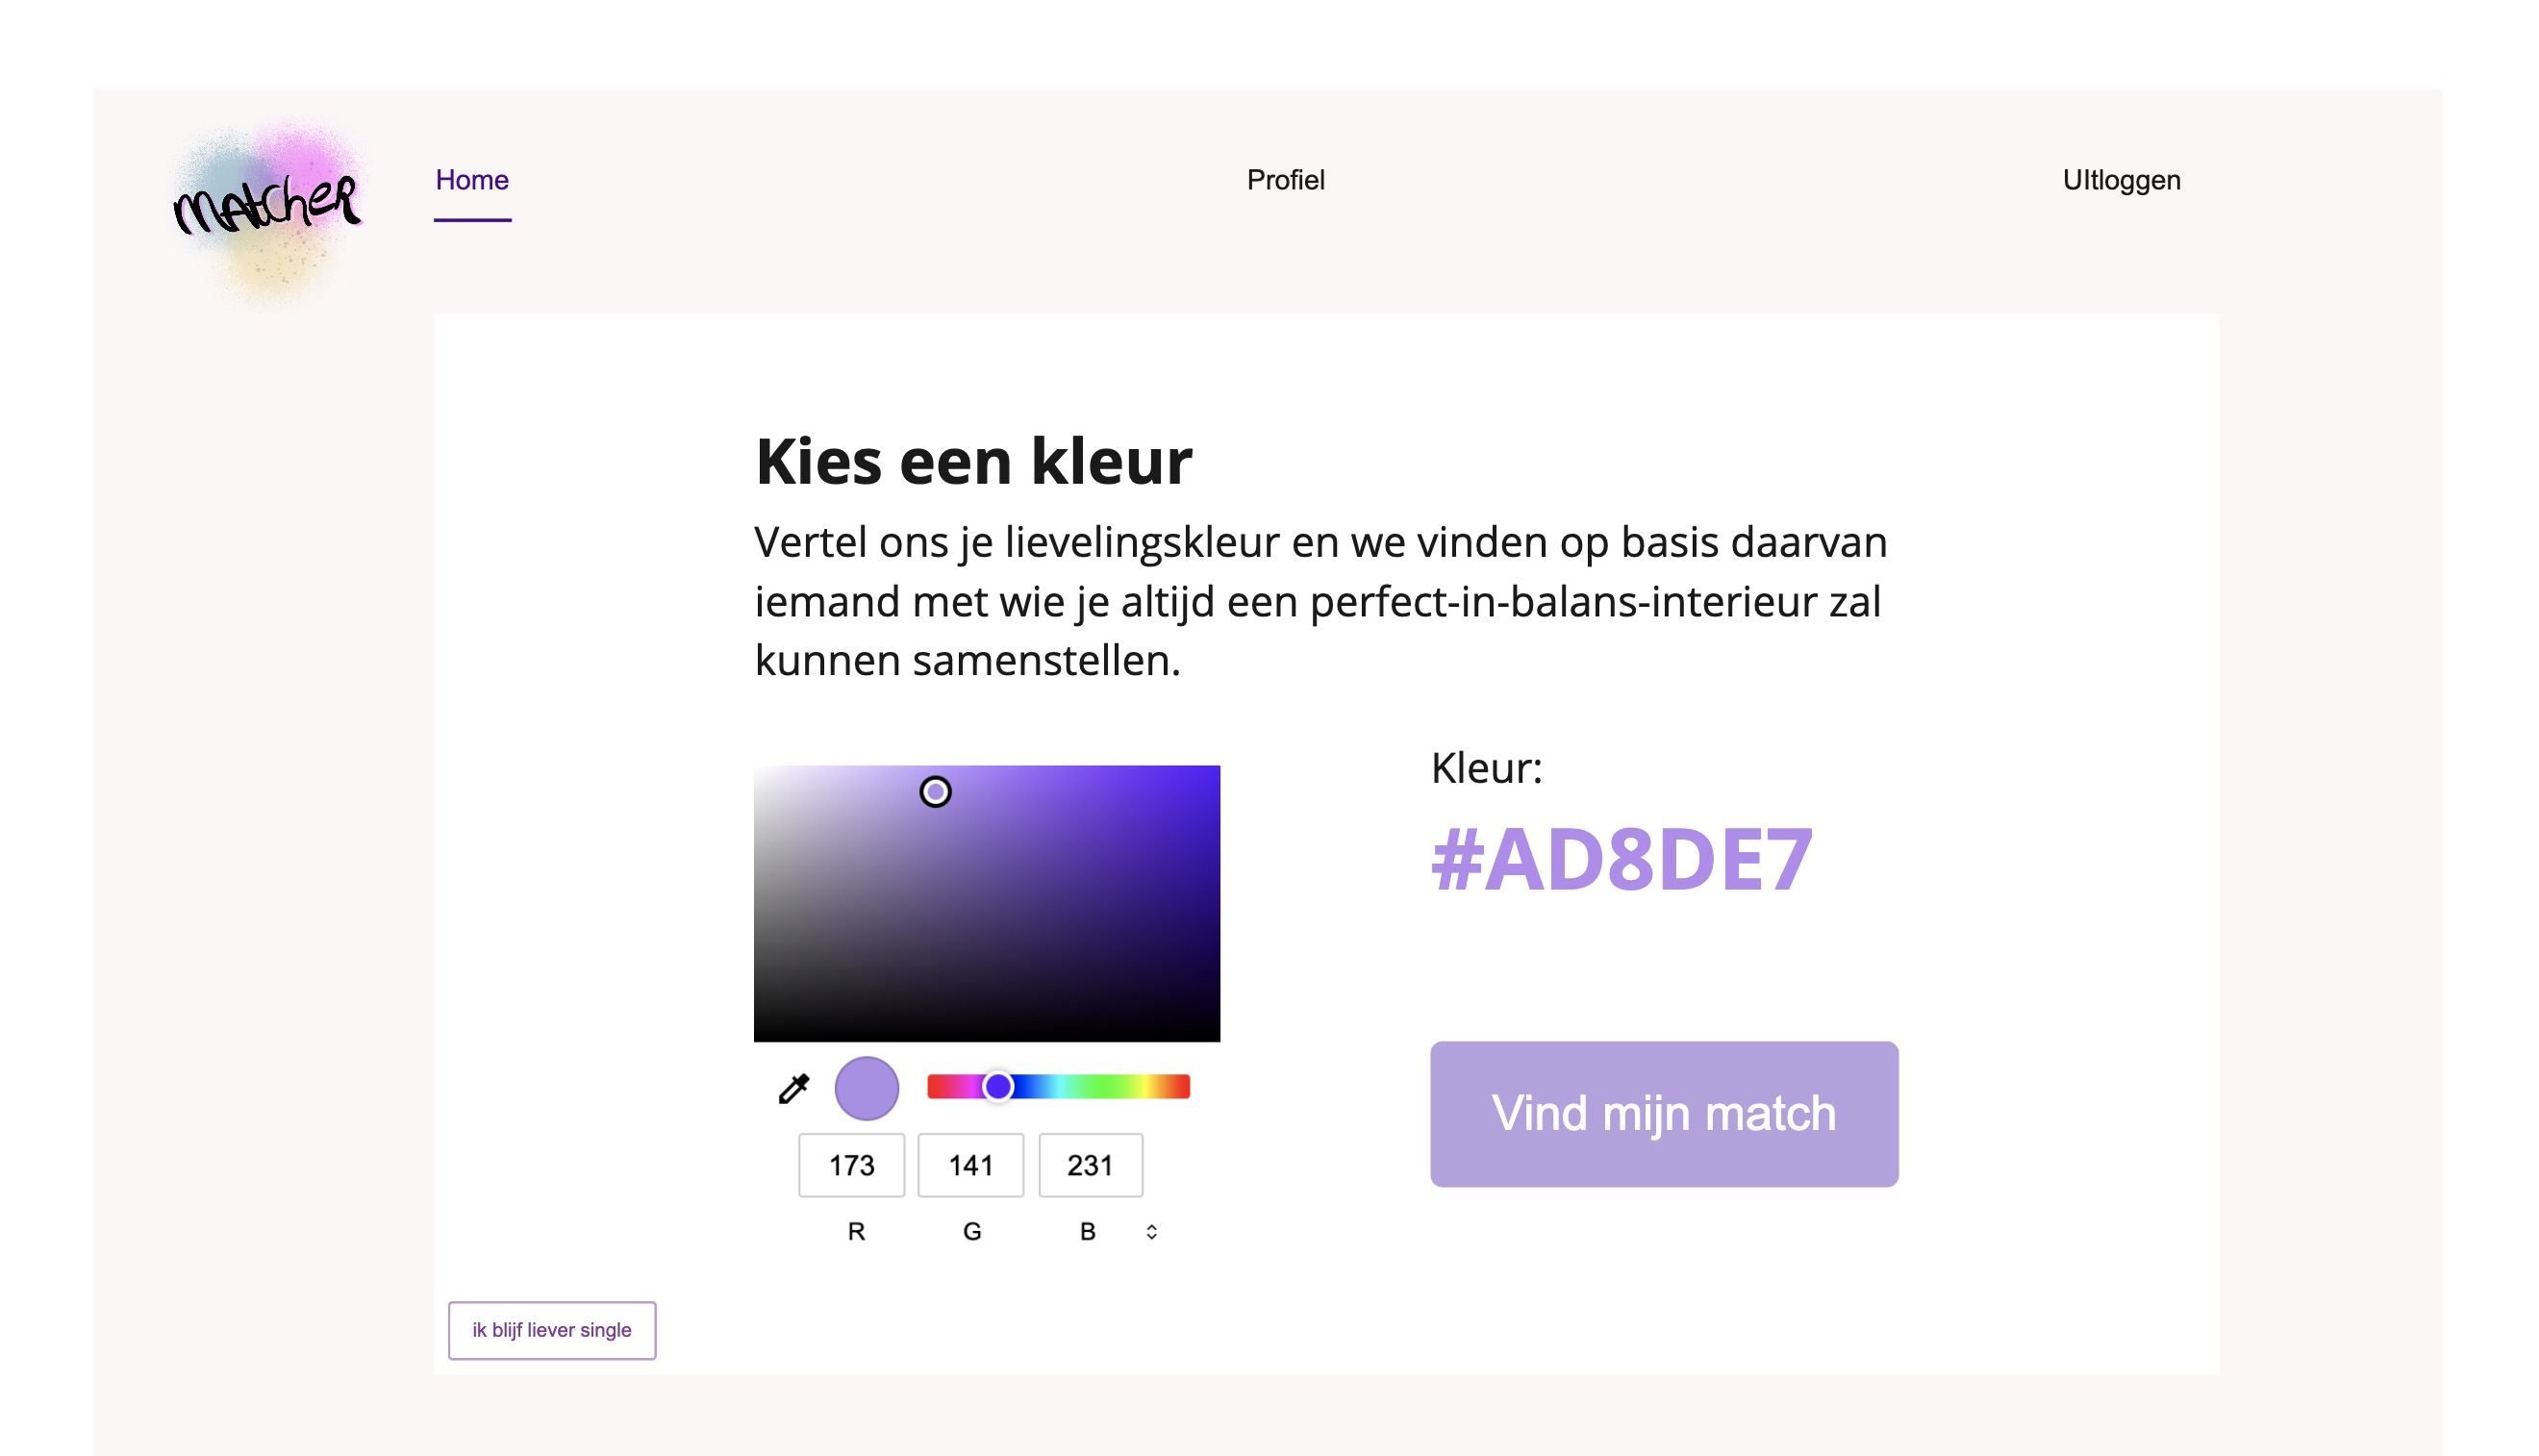 MAtcheR
Home
Profiel
UItloggen
Kies een kleur
Vertel ons je lievelingskleur en we vinden op basis daarvan
iemand met wie je altijd een perfect-in-balans-interieur zal
kunnen samenstellen.
Kleur:
#AD8DE7
173 141 231
R G B
Vind mijn match
ik blijf liever single